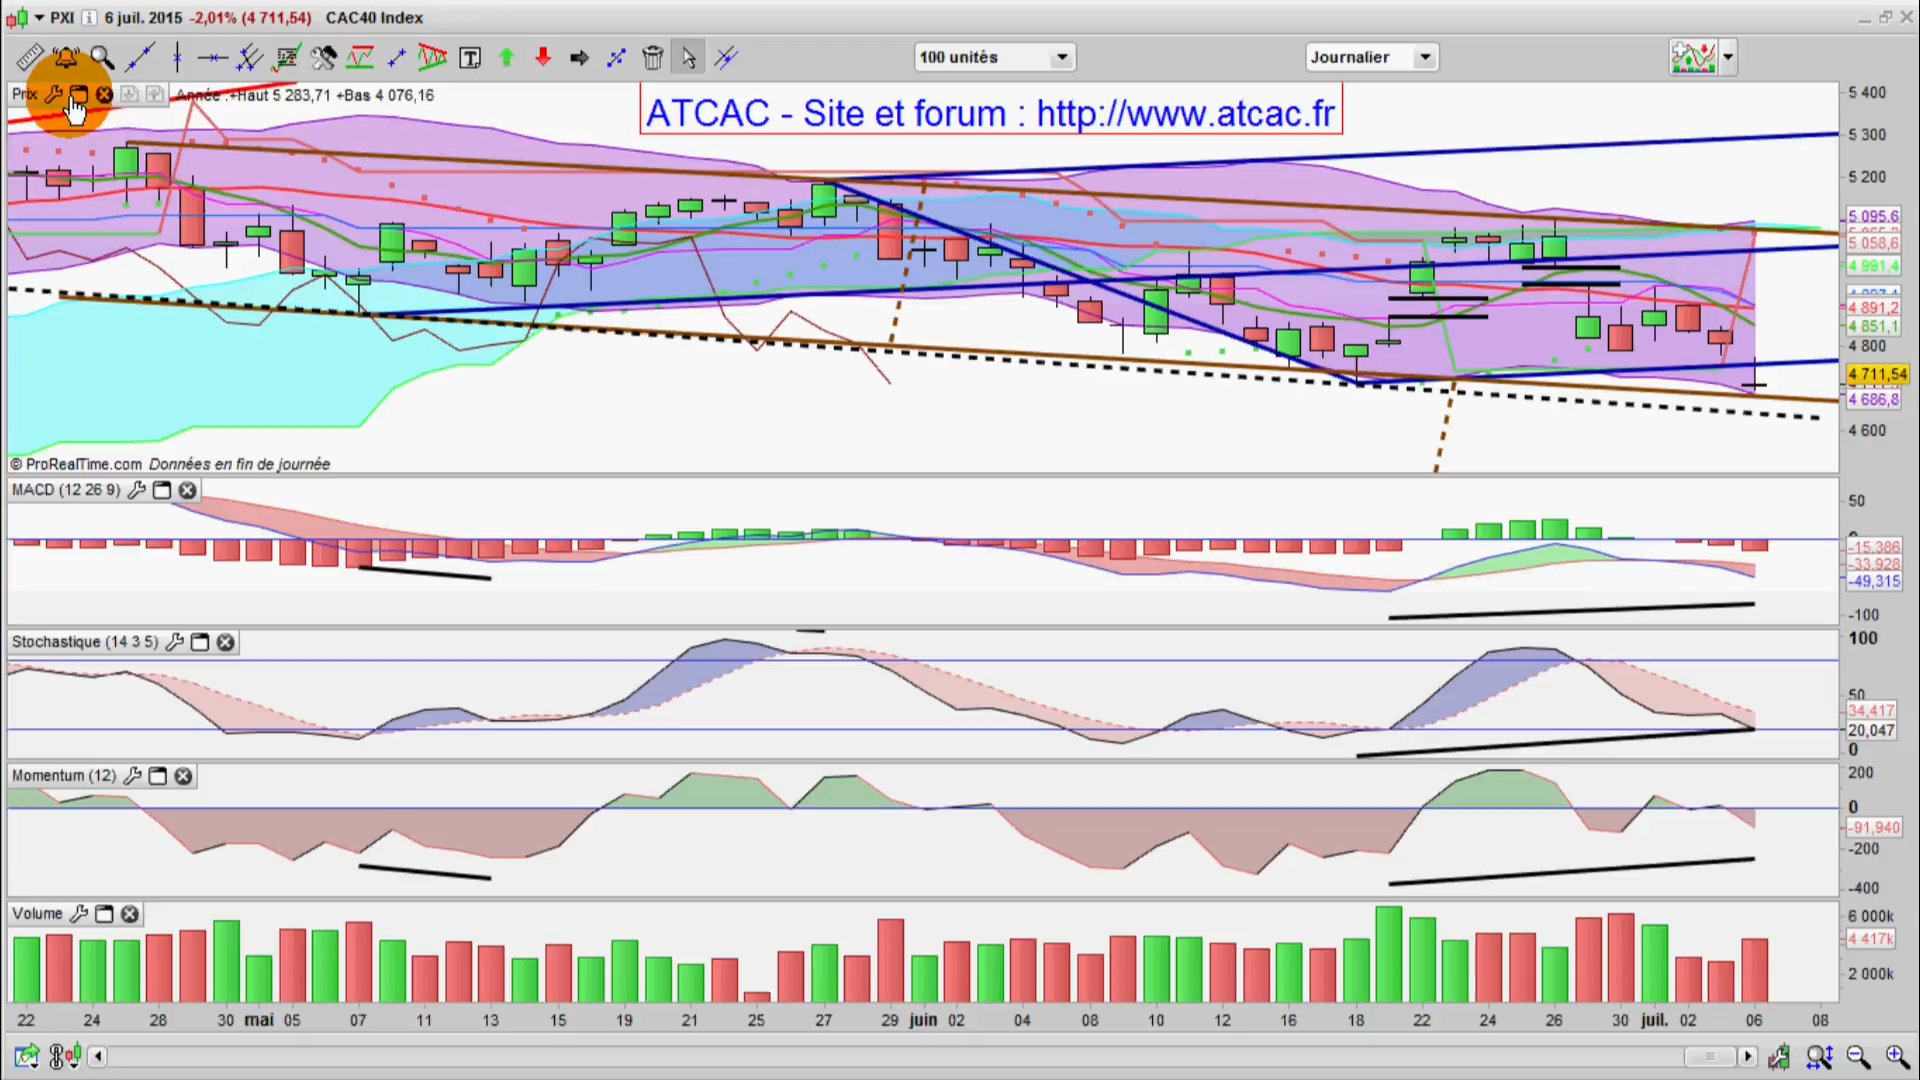 PXI 6 juil. 2015 -2,01% (4 711,54) CAC40 Index
100 unités
Journalier
Prix
Année :+Haut 5 283,71 +Bas 4 076,16
ATCAC - Site et forum : http://www.atcac.fr
5 400
5 300
5 200
5 095,6
5 058,6
4 991,4
4 891,2
4 851,1
4 800
4 711,54
4 686,8
4 600
© ProRealTime.com Données en fin de journée
MACD (12 26 9)
50
-15,386
-33,928
-49,315
-100
Stochastique (14 3 5)
100
50
34,417
20,047
0
Momentum (12)
200
0
-91,940
-200
-400
Volume
6 000k
4 417k
2 000k
22 24 28 30 mai 05 07 11 13 15 19 21 25 27 29 juin 02 04 08 10 12 16 18 22 24 26 30 juil. 02 06 08